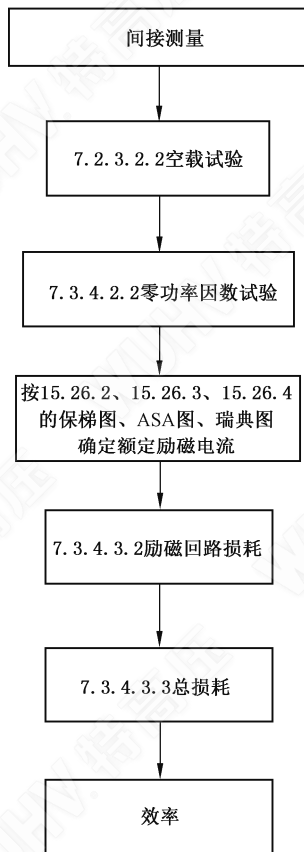 间接测量
7.2.3.2.2空载试验
7.3.4.2.2零功率因数试验
按15.26.2、15.26.3、15.26.4
的保梯图、ASA图、瑞典图
确定额定励磁电流
7.3.4.3.2励磁回路损耗
7.3.4.3.3总损耗
效率